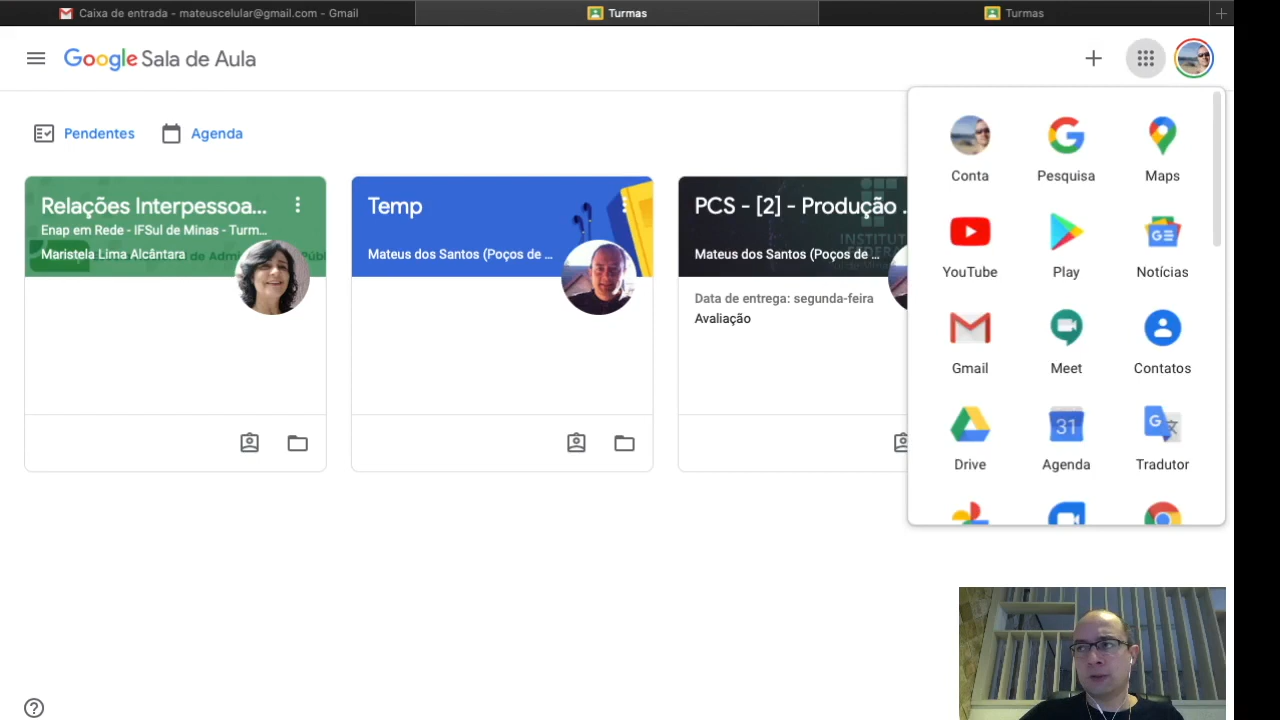 Caixa de entrada - mateuscelular@gmail.com - Gmail
Turmas
Turmas
Google Sala de Aula
Pendentes
Agenda
Relações Interpessoa...
Enap em Rede - IFSul de Minas - Turm...
Maristela Lima Alcântara
Temp
Mateus dos Santos (Poços de ...
PCS - [2] - Produção .
Mateus dos Santos (Poços de ...
Data de entrega: segunda-feira
Avaliação
Conta
Pesquisa
Maps
YouTube
Play
Notícias
Gmail
Meet
Contatos
31
Drive
Agenda
Tradutor